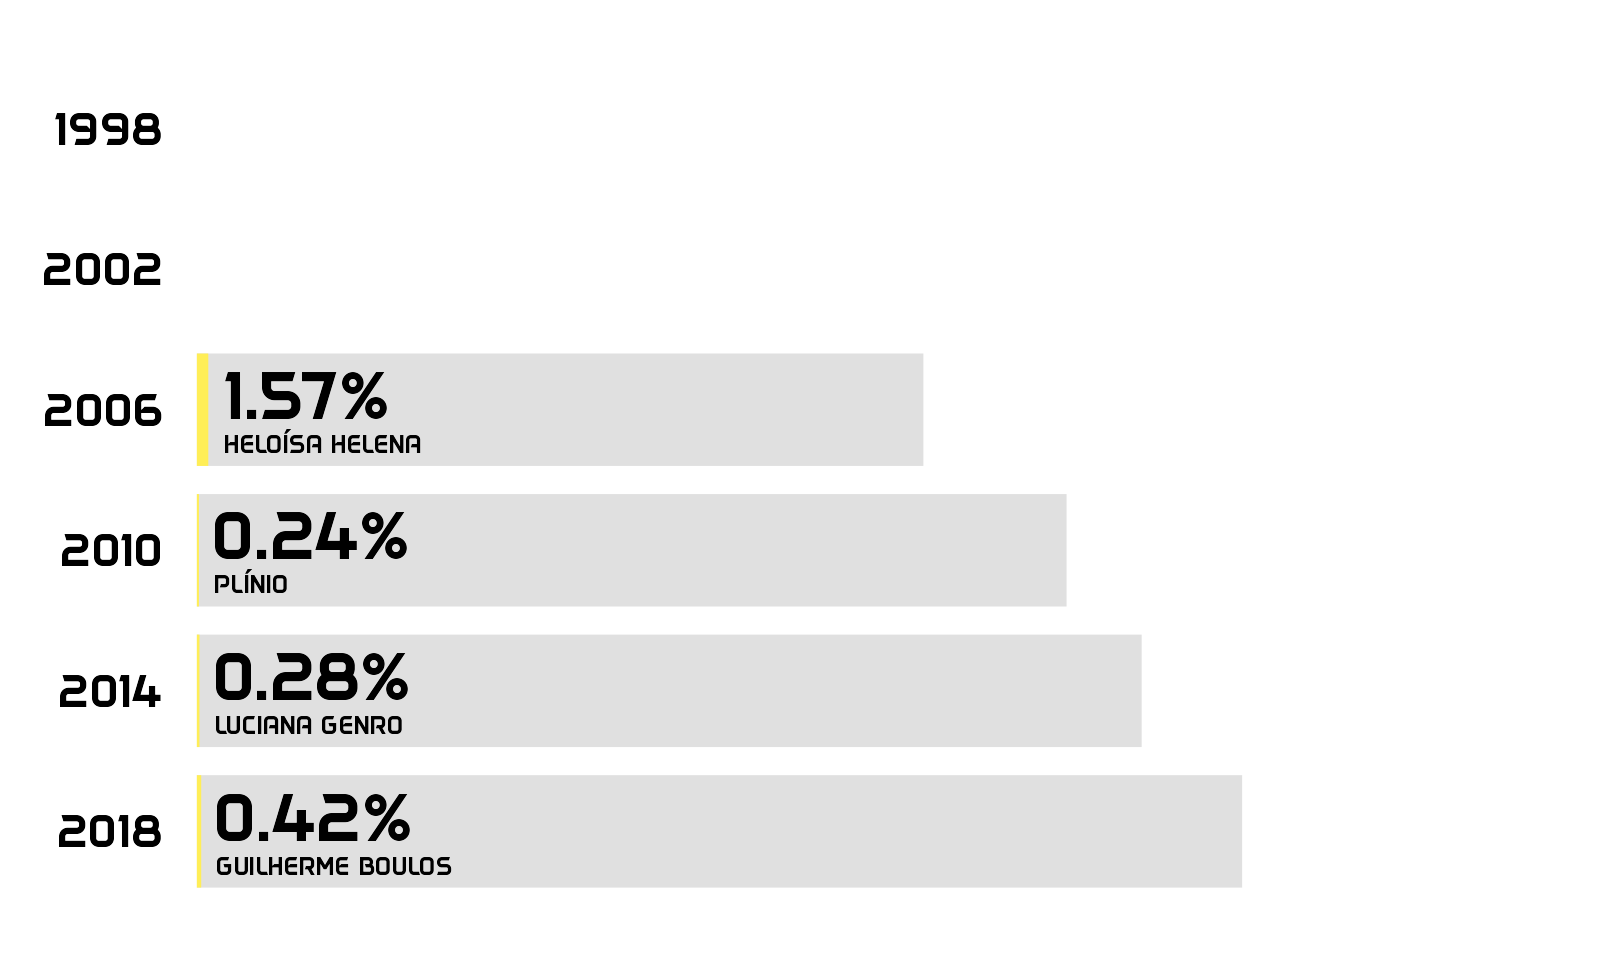 1998
2002
2006
1.57%
HELOÍSA HELENA
2010
0.24%
PLÍNIO
2014
0.28%
LUCIANA GENRO
2018
0.42%
GUILHERME BOULOS